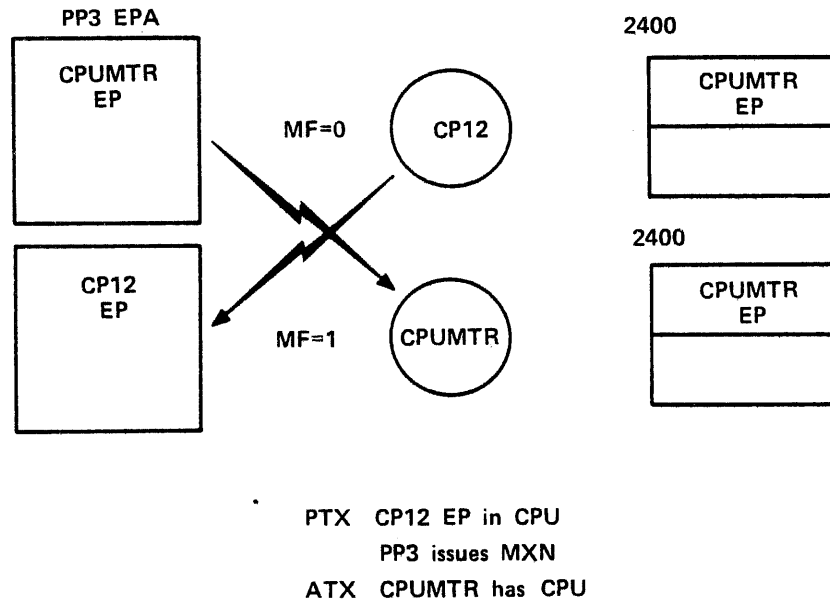 PP3 EPA
2400
CPUMTR
EP
MF=0
CP12
CPUMTR
EP
2400
CP12
EP
MF=1
CPUMTR
CPUMTR
EP
PTX CP12 EP in CPU
PP3 issues MXN
ATX CPUMTR has CPU